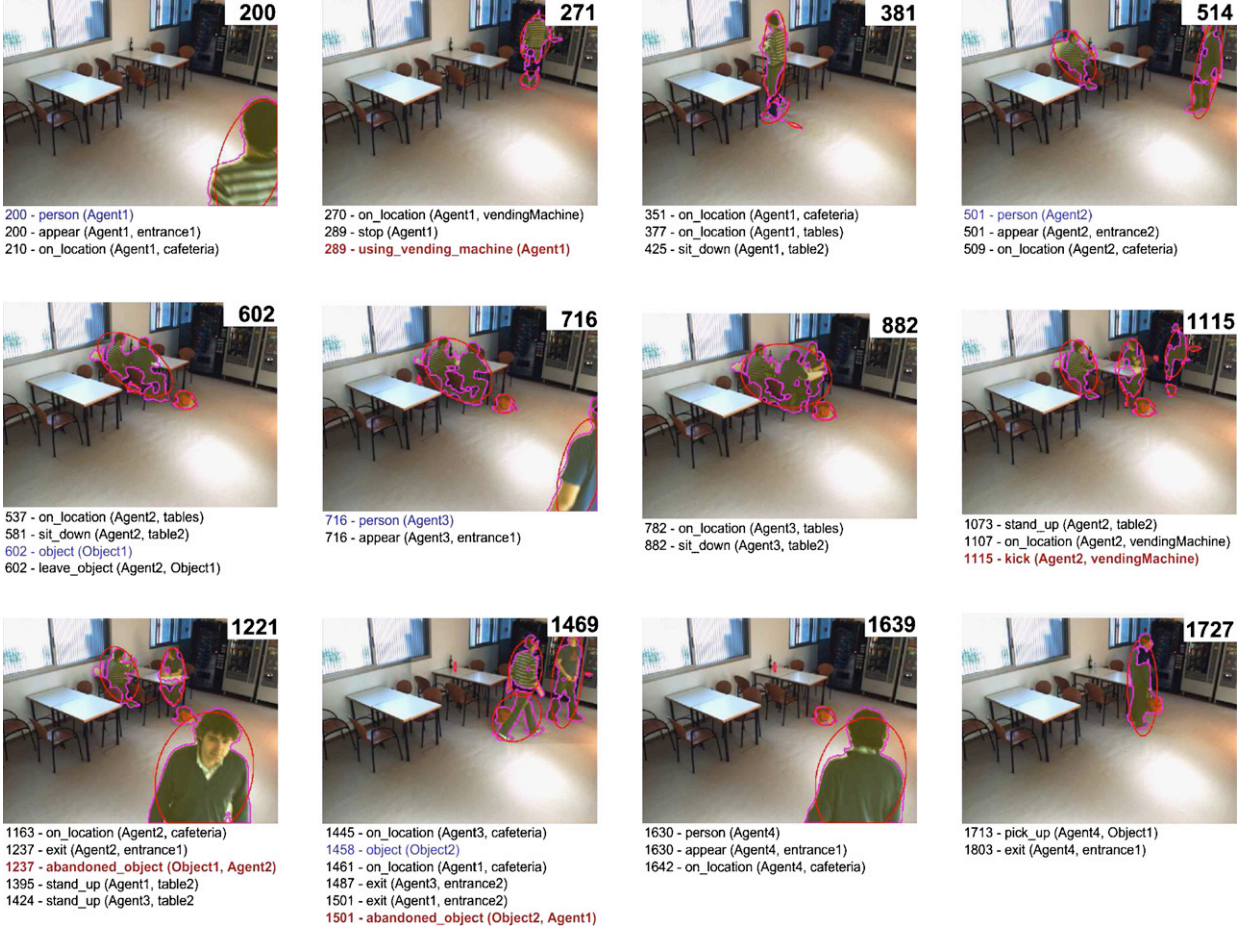 200
200 - person (Agent1)
200 - appear (Agent1, entrance1)
210 - on_location (Agent1, cafeteria)
271
270 - on_location (Agent1, vendingMachine)
289 - stop (Agent1)
289 - using_vending_machine (Agent1)
381
351 - on_location (Agent1, cafeteria)
377 - on_location (Agent1, tables)
425 - sit_down (Agent1, table2)
514
501 - person (Agent2)
501 - appear (Agent2, entrance2)
509 - on_location (Agent2, cafeteria)
602
537 - on_location (Agent2, tables)
581 - sit_down (Agent2, table2)
602 - object (Object1)
602 - leave_object (Agent2, Object1)
716
716 - person (Agent3)
716 - appear (Agent3, entrance1)
882
782 - on_location (Agent3, tables)
882 - sit_down (Agent3, table2)
1115
1073 - stand_up (Agent2, table2)
1107 - on_location (Agent2, vendingMachine)
1115 - kick (Agent2, vendingMachine)
1221
1163 - on_location (Agent2, cafeteria)
1237 - exit (Agent2, entrance1)
1237 - abandoned_object (Object1, Agent2)
1395 - stand_up (Agent1, table2)
1424 - stand_up (Agent3, table2
1469
1445 - on_location (Agent3, cafeteria)
1458 - object (Object2)
1461 - on_location (Agent1, cafeteria)
1487 - exit (Agent3, entrance2)
1501 - exit (Agent1, entrance2)
1501 - abandoned_object (Object2, Agent1)
1639
1630 - person (Agent4)
1630 - appear (Agent4, entrance1)
1642 - on_location (Agent4, cafeteria)
1727
1713 - pick_up (Agent4, Object1)
1803 - exit (Agent4, entrance1)